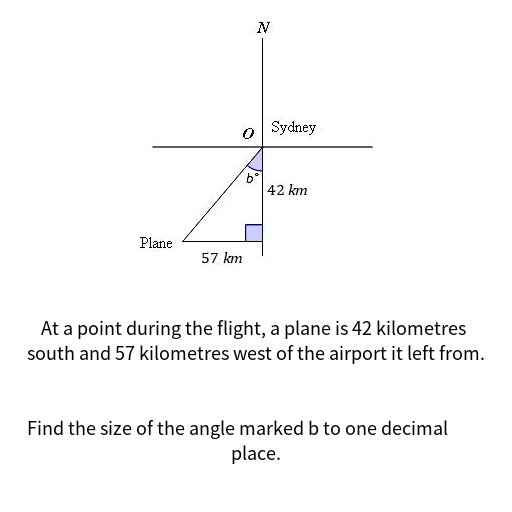 N
O Sydney
b°
42 km
Plane
57 km
At a point during the flight, a plane is 42 kilometres
south and 57 kilometres west of the airport it left from.
Find the size of the angle marked b to one decimal
place.